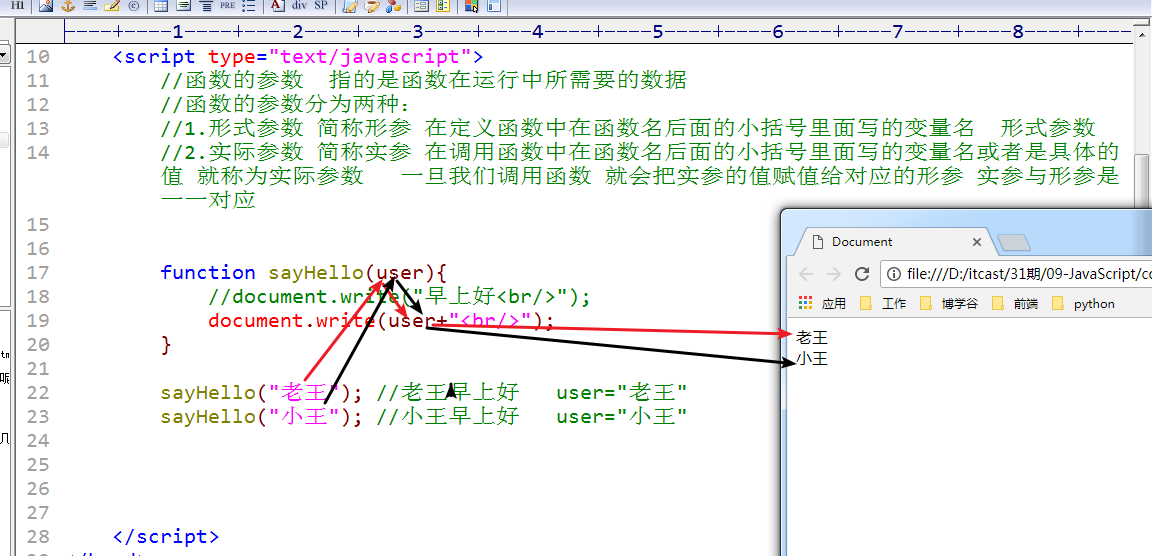 H1 PRE A div SP
----+----1----+----2----+----3----+----4----+----5----+----6----+----7----+----8----+----
10 <script type="text/javascript">
11 //函数的参数 指的是函数在运行中所需要的数据
12 //函数的参数分为两种:
13 //1.形式参数 简称形参 在定义函数中在函数名后面的小括号里面写的变量名 形式参数
14 //2.实际参数 简称实参 在调用函数中在函数名后面的小括号里面写的变量名或者是具体的
值 就称为实际参数 一旦我们调用函数 就会把实参的值赋值给对应的形参 实参与形参是
一一对应
15
16
17 function sayHello(user){
18 //document.write("早上好<br/>");
19 document.write(user+"<br/>");
20 }
21
22 sayHello("老王"); //老王早上好 user="老王"
23 sayHello("小王"); //小王早上好 user="小王"
24
25
26
27
28 </script>
Document
file:///D:/itcast/31期/09-JavaScript/co
应用 工作 博学谷 前端 python
老王
小王